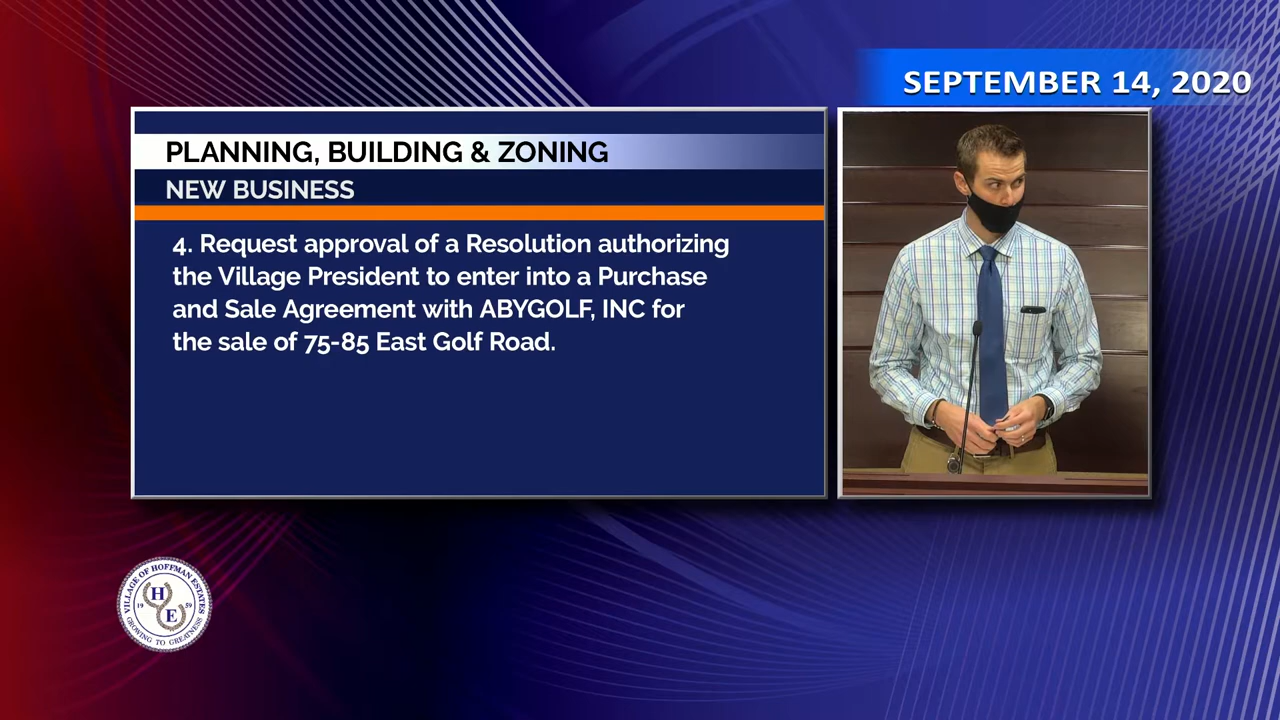 SEPTEMBER 14, 2020
PLANNING, BUILDING & ZONING
NEW BUSINESS
4. Request approval of a Resolution authorizing
the Village President to enter into a Purchase
and Sale Agreement with ABYGOLF, INC for
the sale of 75-85 East Golf Road.
VILLAGE OF HOFFMAN ESTATES
H
19 59
E
GROWING TO GREATNESS